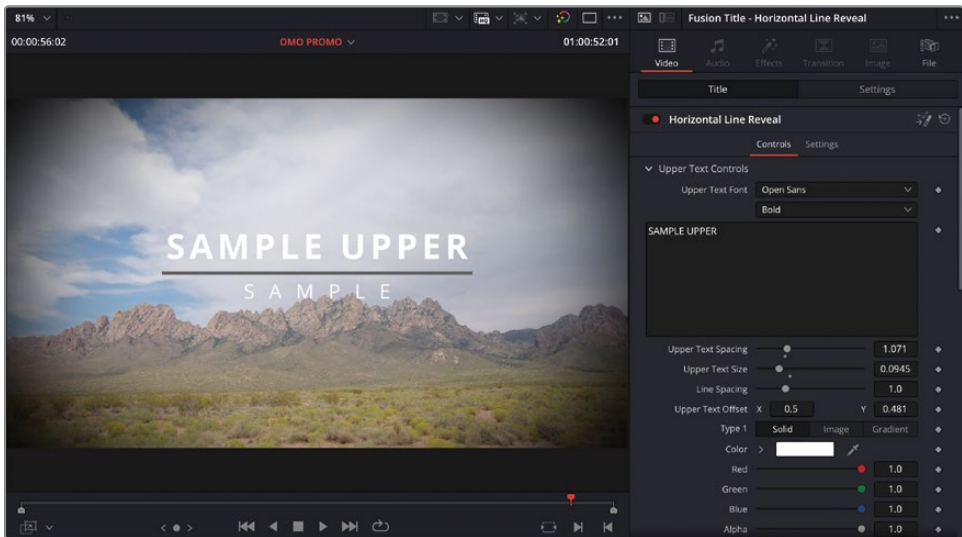 81%
Fusion Title - Horizontal Line Reveal
00:00:56:02
OMO PROMO
01:00:52:01
Video
Audio
Effects
Transition
Image
File
Title
Settings
Horizontal Line Reveal
Controls
Settings
Upper Text Controls
Upper Text Font
Open Sans
Bold
SAMPLE UPPER
SAMPLE UPPER
SAMPLE
Upper Text Spacing
1.071
Upper Text Size
0.0945
Line Spacing
1.0
Upper Text Offset X 0.5 Y 0.481
Type 1
Solid
Image
Gradient
Color
Red
1.0
Green
1.0
Blue
1.0
Alpha
1.0